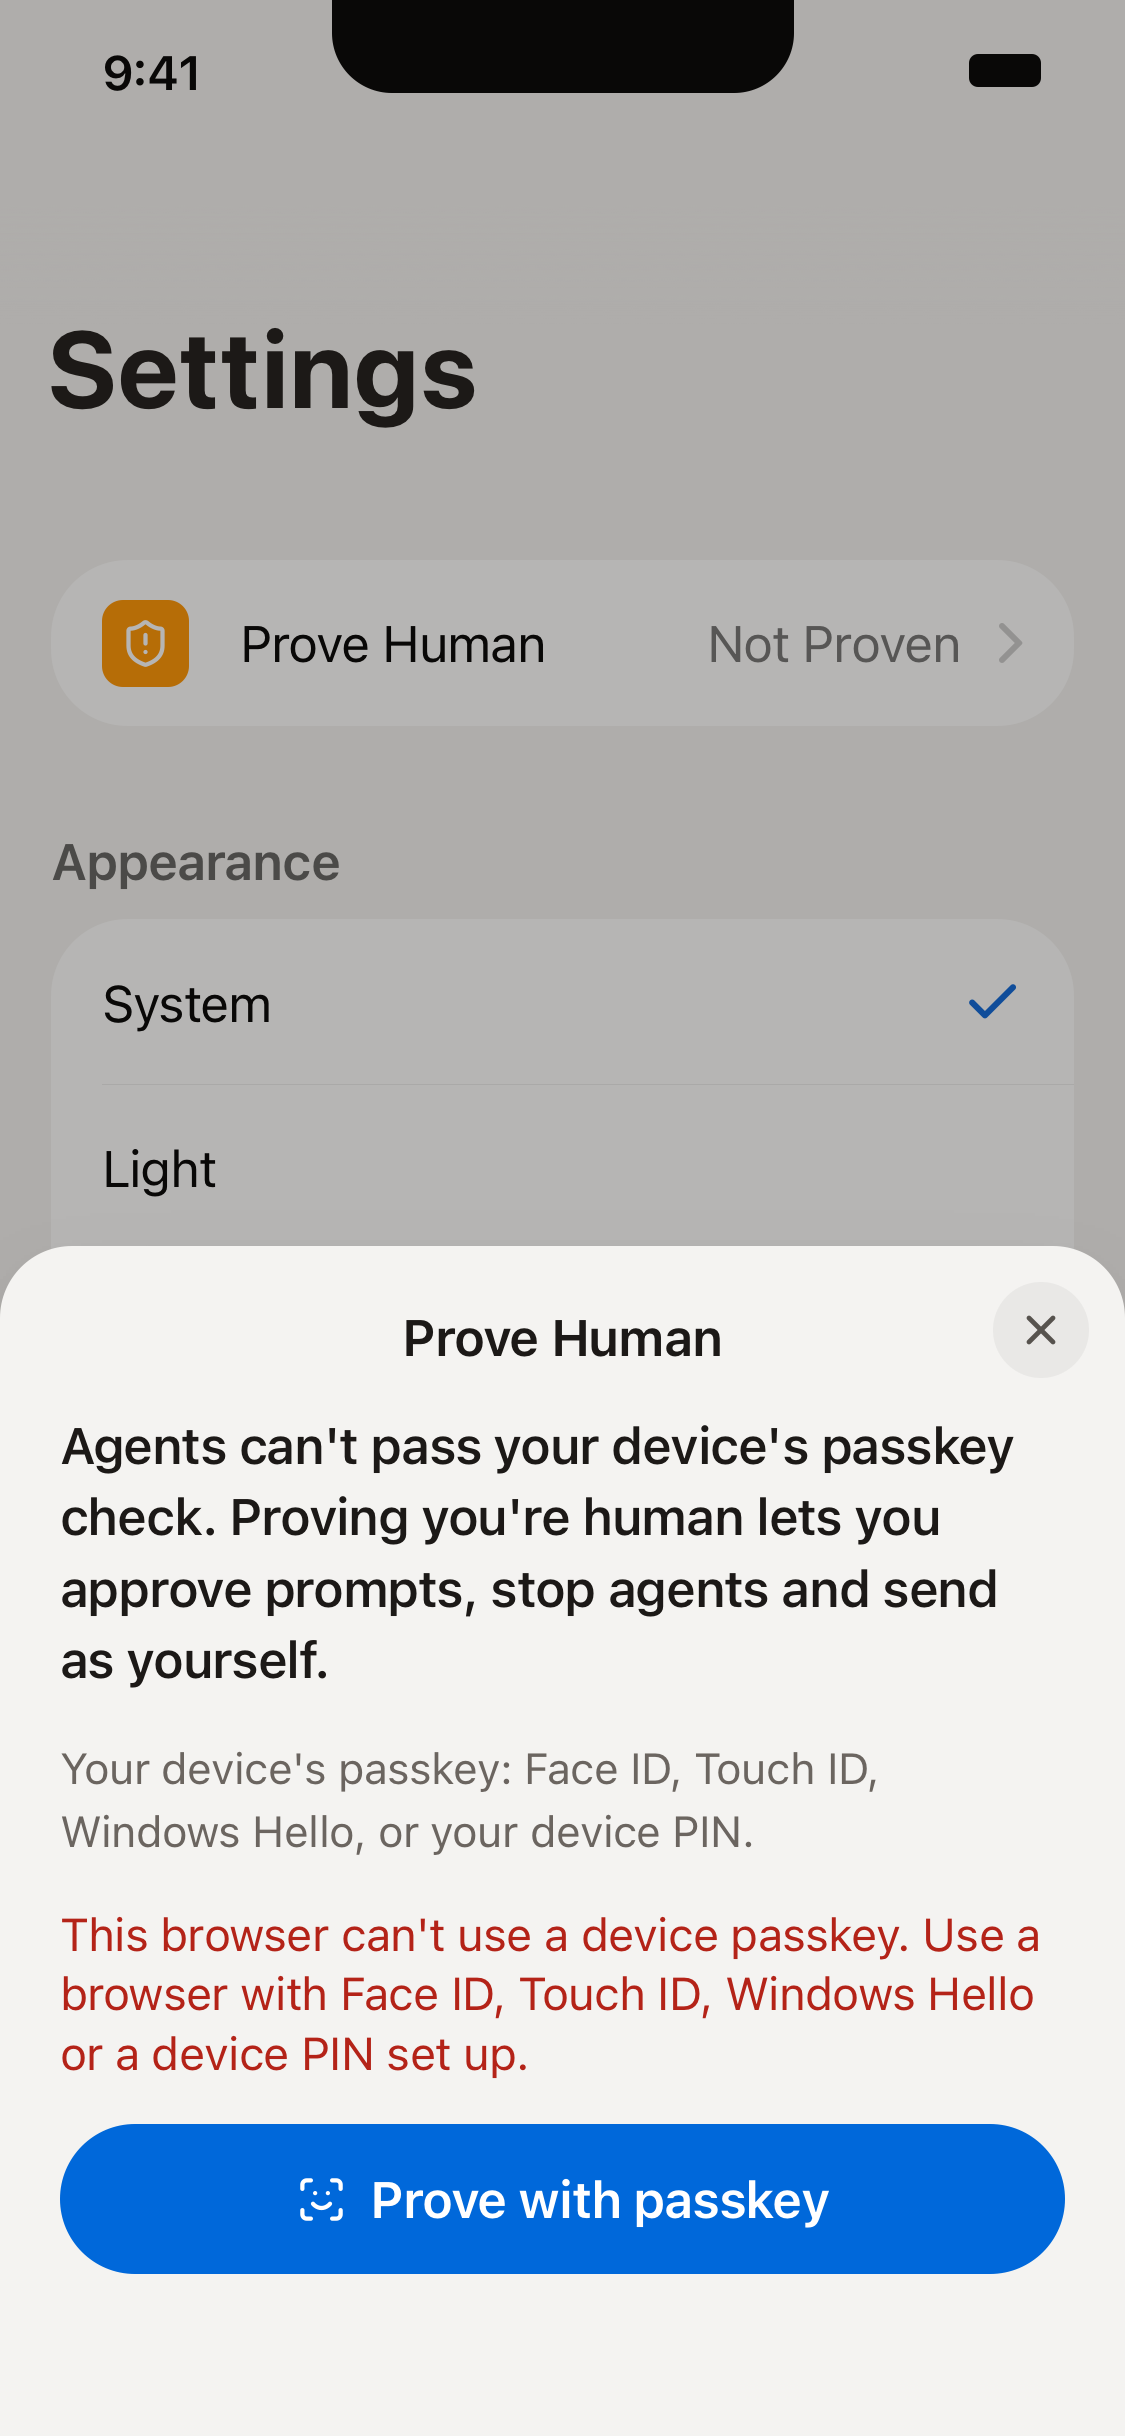 9:41
Settings
Prove Human
Not Proven
Appearance
System
Light
Prove Human
Agents can't pass your device's passkey
check. Proving you're human lets you
approve prompts, stop agents and send
as yourself.
Your device's passkey: Face ID, Touch ID,
Windows Hello, or your device PIN.
This browser can't use a device passkey. Use a
browser with Face ID, Touch ID, Windows Hello
or a device PIN set up.
Prove with passkey